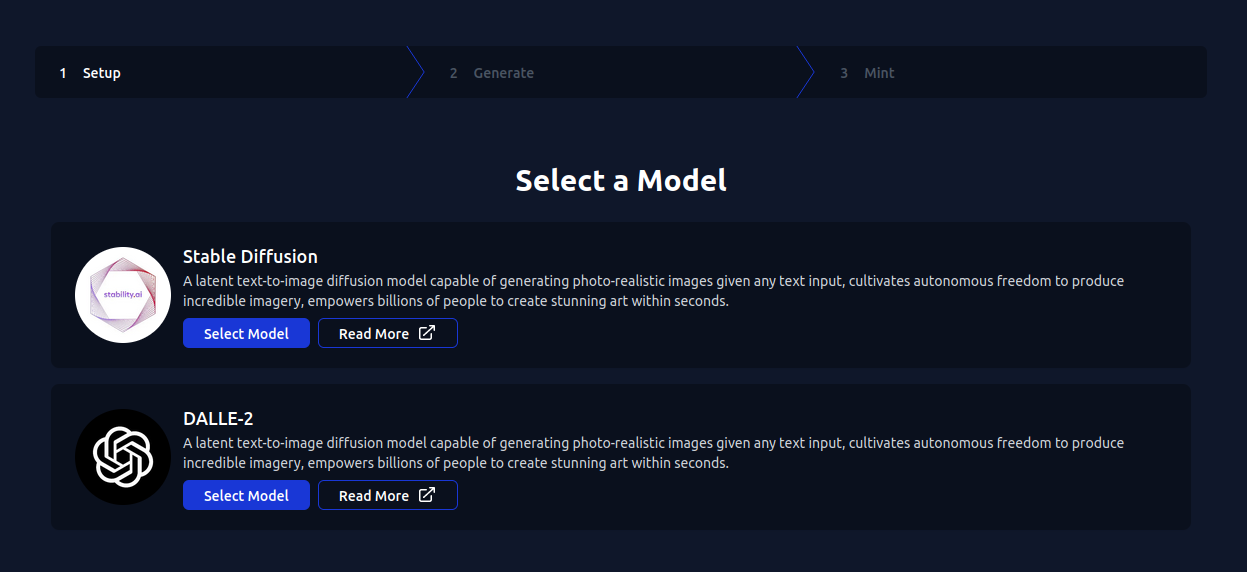 1 Setup
2 Generate
3 Mint
Select a Model
stability.ai
Stable Diffusion
A latent text-to-image diffusion model capable of generating photo-realistic images given any text input, cultivates autonomous freedom to produce
incredible imagery, empowers billions of people to create stunning art within seconds.
Select Model
Read More
DALLE-2
A latent text-to-image diffusion model capable of generating photo-realistic images given any text input, cultivates autonomous freedom to produce
incredible imagery, empowers billions of people to create stunning art within seconds.
Select Model
Read More